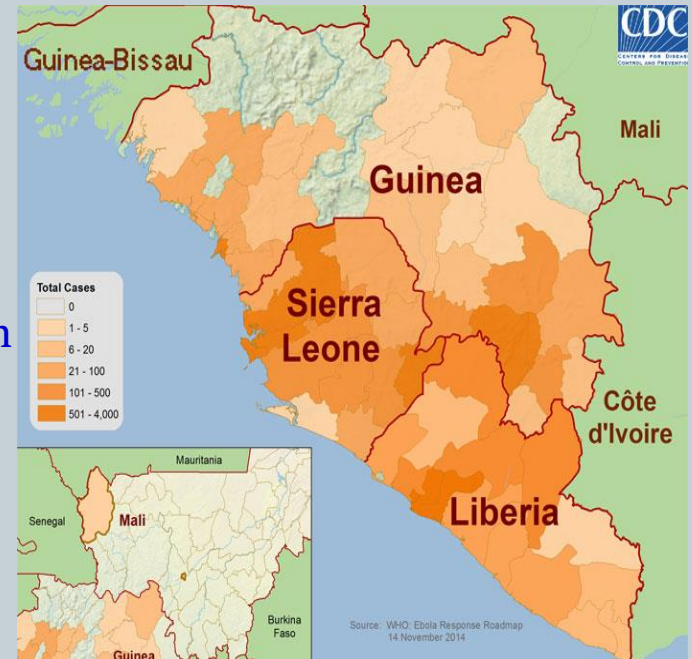 CDC
CENTERS FOR DISEASE
CONTROL AND PREVENTION
Guinea-Bissau
Mali
Guinea
Total Cases
0
1 - 5
6 - 20
21 - 100
101 - 500
501 - 4,000
n
Sierra
Leone
Côte
d'Ivoire
Liberia
Mauritania
Senegal
Mali
Burkina
Faso
Guinea
Source: WHO: Ebola Response Roadmap
14 November 2014